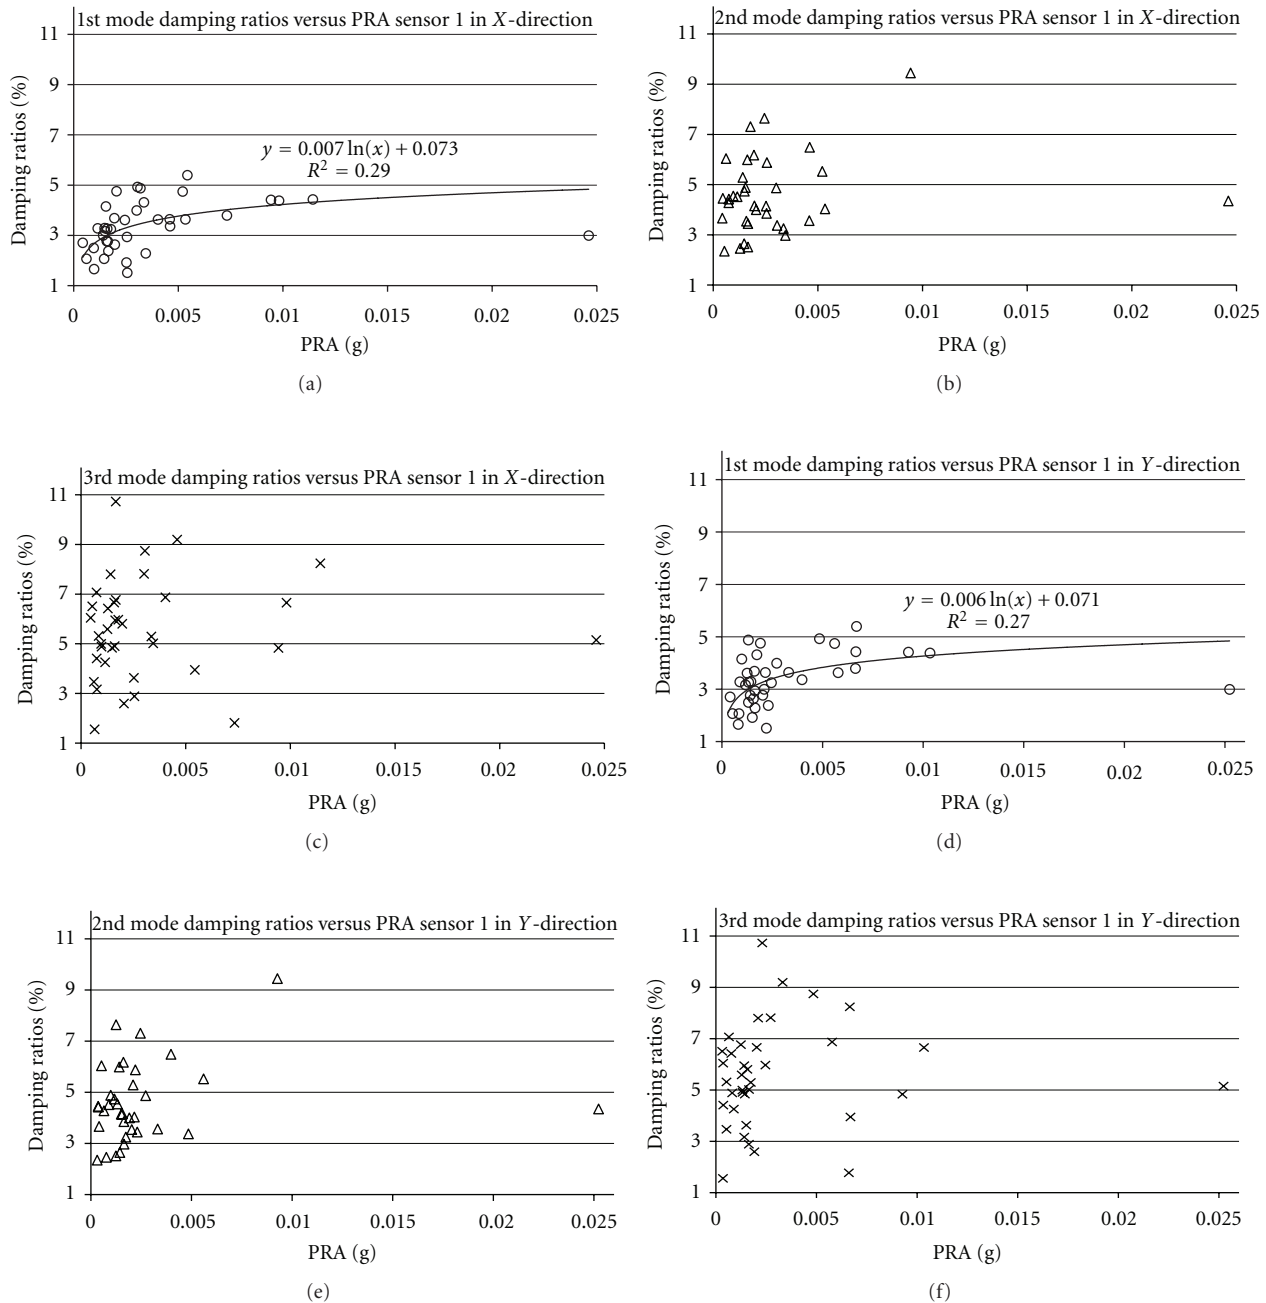 1st mode damping ratios versus PRA sensor 1 in X-direction
11
9
7
5
3
1
Damping ratios (%)
y = 0.007 ln(x) + 0.073
R² = 0.29
0 0.005 0.01 0.015 0.02 0.025
PRA (g)
(a)
2nd mode damping ratios versus PRA sensor 1 in X-direction
11
9
7
5
3
1
Damping ratios (%)
0 0.005 0.01 0.015 0.02 0.025
PRA (g)
(b)
3rd mode damping ratios versus PRA sensor 1 in X-direction
11
9
7
5
3
1
Damping ratios (%)
0 0.005 0.01 0.015 0.02 0.025
PRA (g)
(c)
1st mode damping ratios versus PRA sensor 1 in Y-direction
11
9
7
5
3
1
Damping ratios (%)
y = 0.006 ln(x) + 0.071
R² = 0.27
0 0.005 0.01 0.015 0.02 0.025
PRA (g)
(d)
2nd mode damping ratios versus PRA sensor 1 in Y-direction
11
9
7
5
3
1
Damping ratios (%)
0 0.005 0.01 0.015 0.02 0.025
PRA (g)
(e)
3rd mode damping ratios versus PRA sensor 1 in Y-direction
11
9
7
5
3
1
Damping ratios (%)
0 0.005 0.01 0.015 0.02 0.025
PRA (g)
(f)